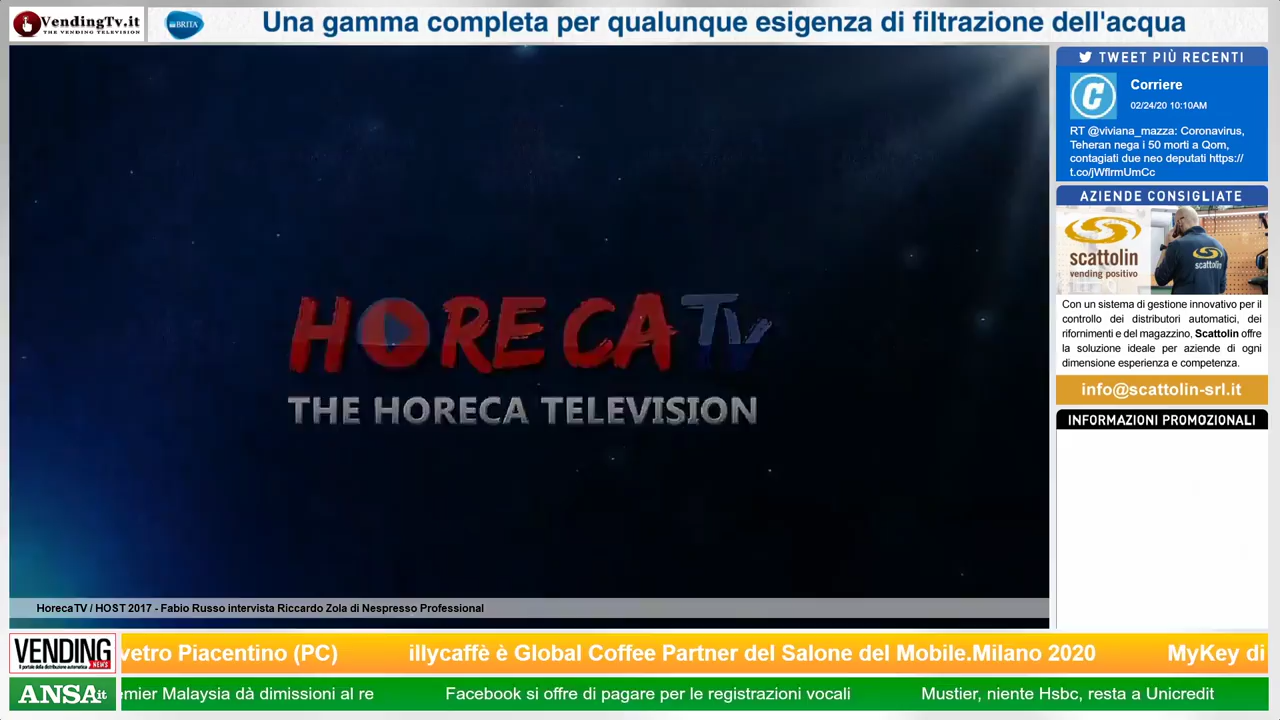 VendingTv.it
THE VENDING TELEVISION
BRITA
Una gamma completa per qualunque esigenza di filtrazione dell'acqua
HORECA TV
THE HORECA TELEVISION
HorecaTV / HOST 2017 - Fabio Russo intervista Riccardo Zola di Nespresso Professional
TWEET PIÙ RECENTI
Corriere
02/24/20 10:10AM
RT @viviana_mazza: Coronavirus,
Teheran nega i 50 morti a Qom,
contagiati due neo deputati https://
AZIENDE CONSIGLIATE
scattolin
vending positivo
scattolin
Con un sistema di gestione innovativo per il
controllo dei distributori automatici, dei
rifornimenti e del magazzino, Scattolin offre
la soluzione ideale per aziende di ogni
dimensione esperienza e competenza.
info@scattolin-srl.it
INFORMAZIONI PROMOZIONALI
VENDING
Il portale della distribuzione automatica NEWS
vetro Piacentino (PC) illycaffè è Global Coffee Partner del Salone del Mobile.Milano 2020 MyKey di
ANSA.it
emier Malaysia dà dimissioni al re Facebook si offre di pagare per le registrazioni vocali Mustier, niente Hsbc, resta a Unicredit